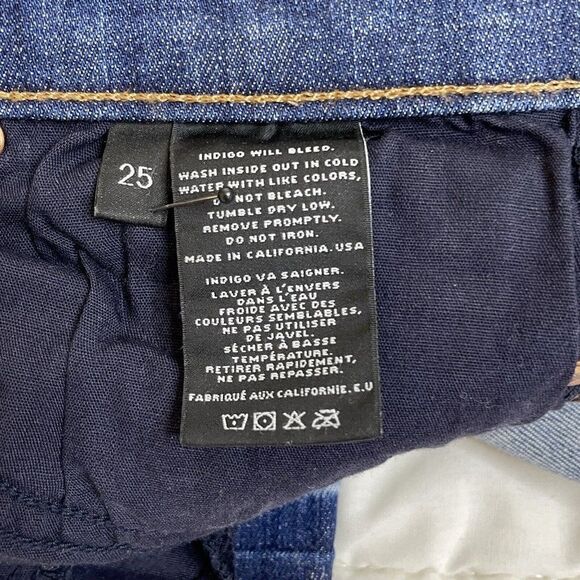 25
INDIGO WILL BLEED.
WASH INSIDE OUT IN COLD
WATER WITH LIKE COLORS,
DO NOT BLEACH.
TUMBLE DRY LOW.
REMOVE PROMPTLY.
DO NOT IRON.
MADE IN CALIFORNIA.USA
INDIGO VA SAIGNER.
LAVER À L'ENVERS
DANS L'EAU
FROIDE AVEC DES
COULEURS SEMBLABLES,
NE PAS UTILISER
DE JAVEL.
SÉCHER À BASSE
TEMPÉRATURE.
RETIRER RAPIDEMENT,
NE PAS REPASSER.
FABRIQUÉ AUX CALIFORNIE.E.U